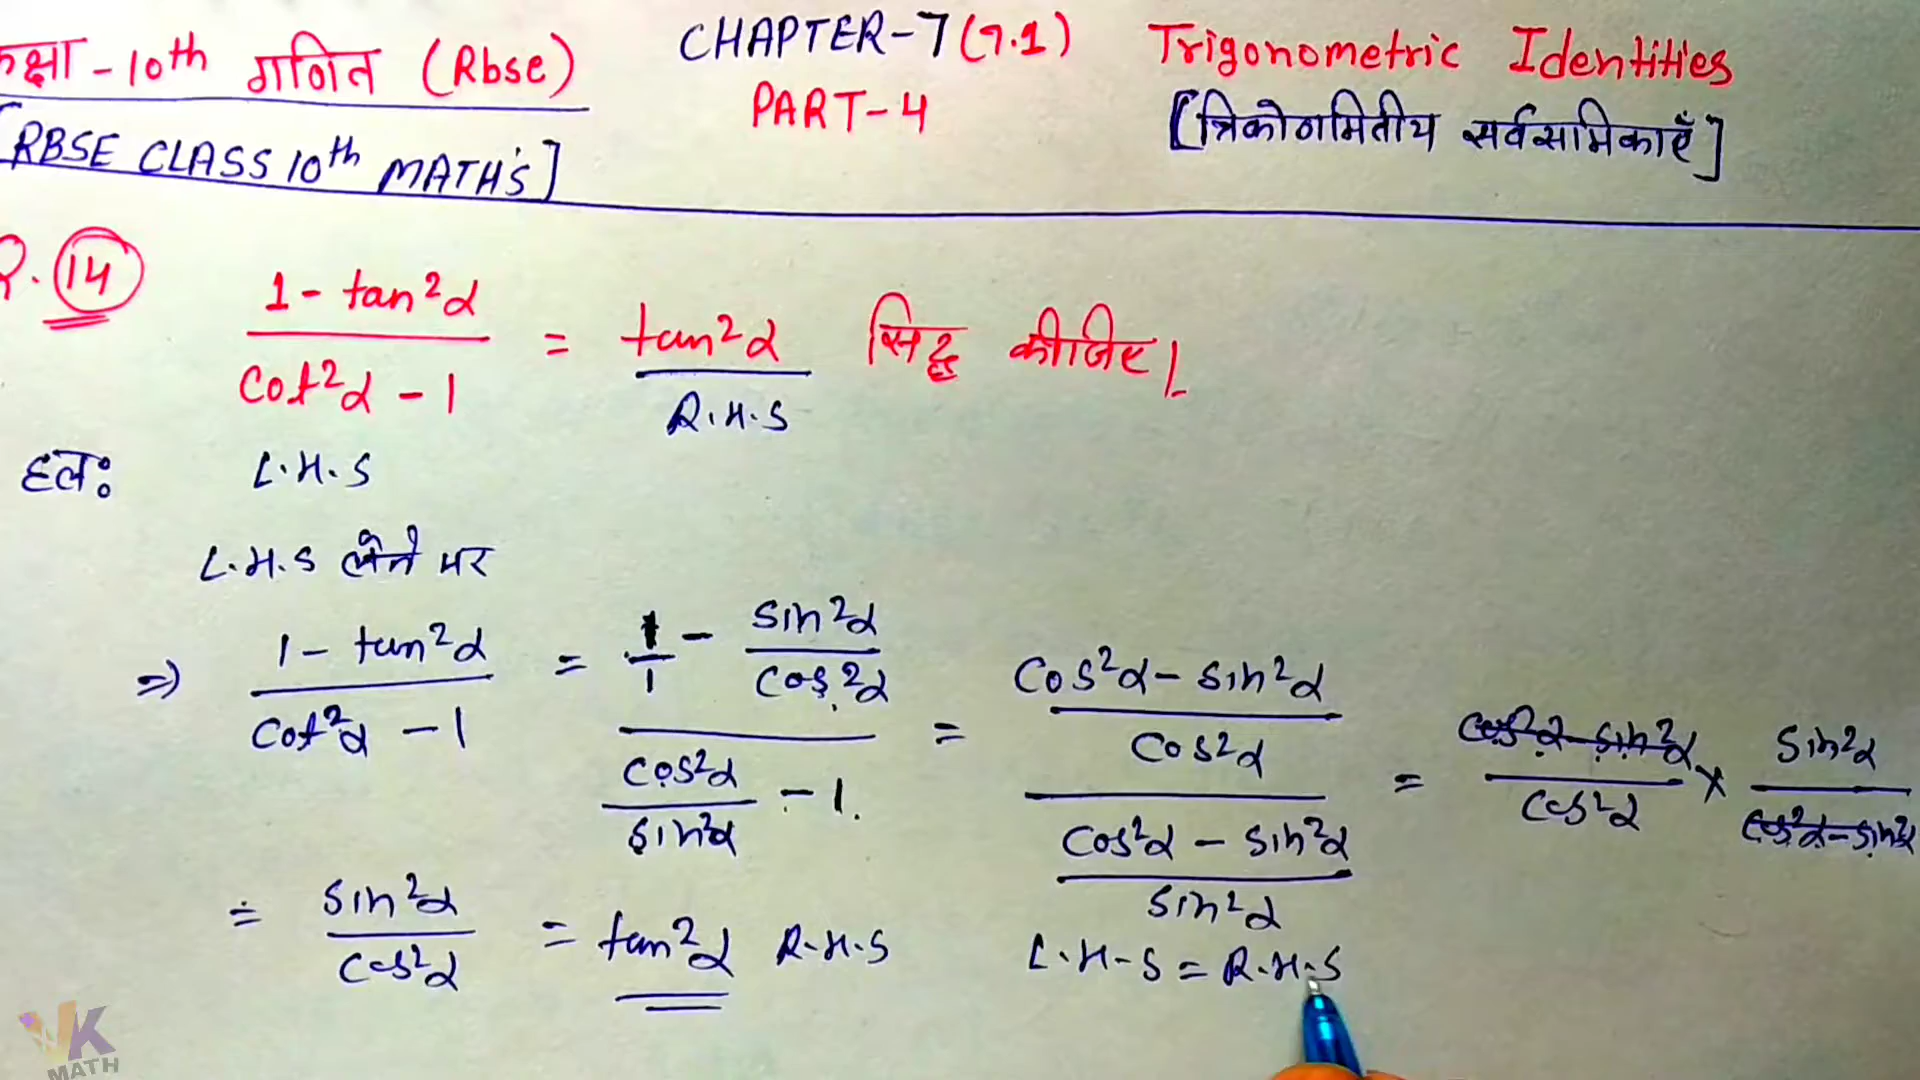 कक्षा - 10th गणित (Rbse)
[RBSE CLASS 10th MATH'S]
CHAPTER-7 (7.1)
PART-4
Trigonometric Identities
[त्रिकोणमितीय सर्वसमिकाएँ]
Q. 14 (1 - tan²α)/(cot²α - 1) = tan²α सिद्ध कीजिए।
R.H.S
हल: L.H.S
L.H.S लेने पर
=> (1 - tan²α)/(cot²α - 1) = (1/1 - sin²α/cos²α)/(cos²α/sin²α - 1) = ((cos²α - sin²α)/cos²α)/((cos²α - sin²α)/sin²α) = (cos²α - sin²α)/cos²α × sin²α/(cos²α - sin²α)
= sin²α/cos²α = tan²α R.H.S L.H.S = R.H.S
VK
MATH